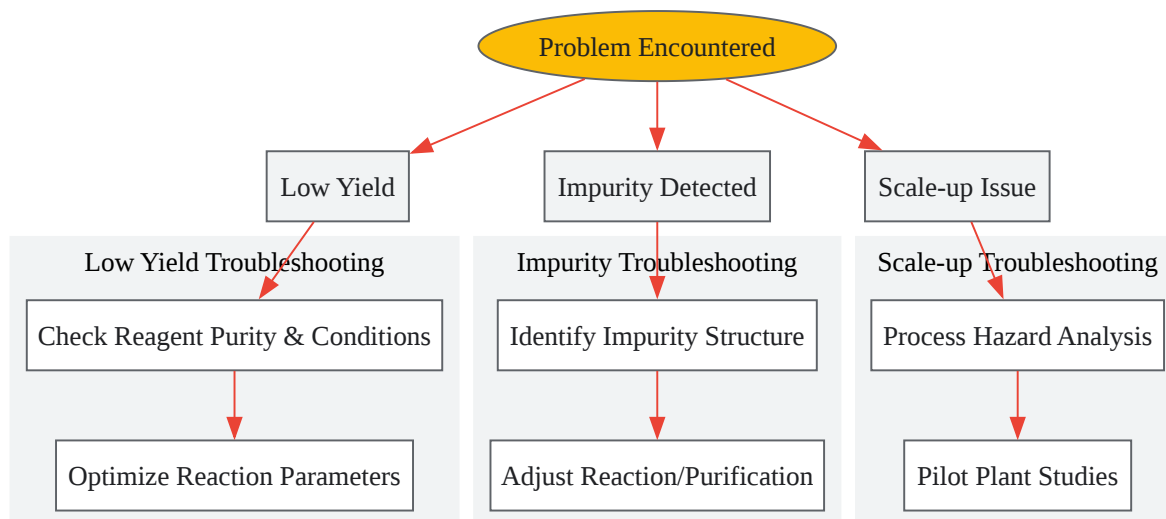 Problem Encountered
Low Yield
Impurity Detected
Scale-up Issue
Low Yield Troubleshooting
Impurity Troubleshooting
Scale-up Troubleshooting
Check Reagent Purity & Conditions
Identify Impurity Structure
Process Hazard Analysis
Optimize Reaction Parameters
Adjust Reaction/Purification
Pilot Plant Studies